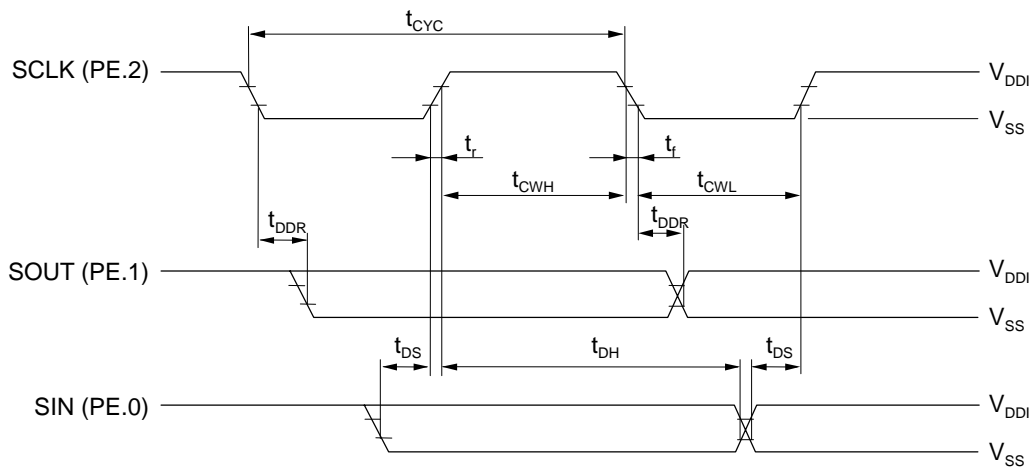 tCYC
SCLK (PE.2)
VDDI
VSS
tr
tf
tCWH
tCWL
tDDR
tDDR
SOUT (PE.1)
VDDI
VSS
tDS
tDH
tDS
SIN (PE.0)
VDDI
VSS